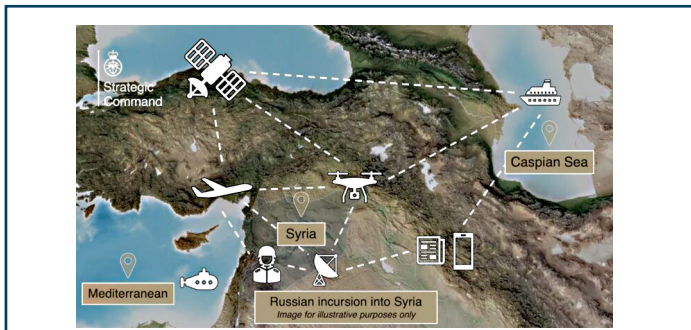 Strategic
Command
Caspian Sea
Syria
Mediterranean
Russian incursion into Syria
Image for illustrative purposes only